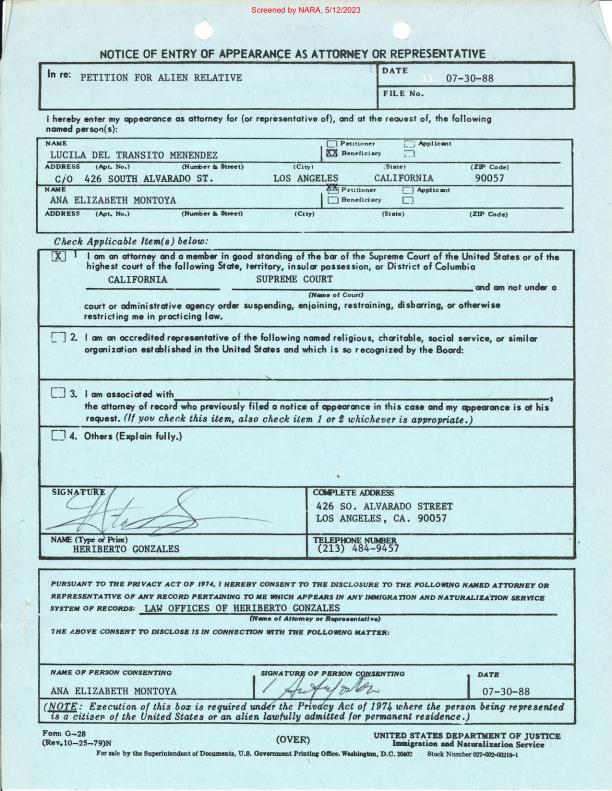 Screened by NARA, 5/12/2023
NOTICE OF ENTRY OF APPEARANCE AS ATTORNEY OR REPRESENTATIVE
In re: PETITION FOR ALIEN RELATIVE
DATE
07-30-88
FILE No.
I hereby enter my appearance as attorney for (or representative of), and at the request of, the following
named person(s):
NAME
Petitioner Applicant
LUCILA DEL TRANSITO MENENDEZ
XX Beneficiary
ADDRESS (Apt. No.) (Number & Street) (City) (State) (ZIP Code)
C/O 426 SOUTH ALVARADO ST. LOS ANGELES CALIFORNIA 90057
NAME
XX Petitioner Applicant
ANA ELIZABETH MONTOYA
Beneficiary
ADDRESS (Apt. No.) (Number & Street) (City) (State) (ZIP Code)
Check Applicable Item(s) below:
X 1 I am an attorney and a member in good standing of the bar of the Supreme Court of the United States or of the
highest court of the following State, territory, insular possession, or District of Columbia
CALIFORNIA SUPREME COURT
and am not under a
(Name of Court)
court or administrative agency order suspending, enjoining, restraining, disbarring, or otherwise
restricting me in practicing law.
2. I am an accredited representative of the following named religious, charitable, social service, or similar
organization established in the United States and which is so recognized by the Board:
3. I am associated with ,
the attorney of record who previously filed a notice of appearance in this case and my appearance is at his
request. (If you check this item, also check item 1 or 2 whichever is appropriate.)
4. Others (Explain fully.)
SIGNATURE
COMPLETE ADDRESS
426 SO. ALVARADO STREET
LOS ANGELES, CA. 90057
NAME (Type or Print)
HERIBERTO GONZALES
TELEPHONE NUMBER
(213) 484-9457
PURSUANT TO THE PRIVACY ACT OF 1974, I HEREBY CONSENT TO THE DISCLOSURE TO THE FOLLOWING NAMED ATTORNEY OR
REPRESENTATIVE OF ANY RECORD PERTAINING TO ME WHICH APPEARS IN ANY IMMIGRATION AND NATURALIZATION SERVICE
SYSTEM OF RECORDS: LAW OFFICES OF HERIBERTO GONZALES
(Name of Attorney or Representative)
THE ABOVE CONSENT TO DISCLOSE IS IN CONNECTION WITH THE FOLLOWING MATTER:
NAME OF PERSON CONSENTING
SIGNATURE OF PERSON CONSENTING
DATE
ANA ELIZABETH MONTOYA
07-30-88
(NOTE: Execution of this box is required under the Privacy Act of 1974 where the person being represented
is a citizen of the United States or an alien lawfully admitted for permanent residence.)
Form G-28
(Rev.10-25-79)N
(OVER)
UNITED STATES DEPARTMENT OF JUSTICE
Immigration and Naturalization Service
For sale by the Superintendent of Documents, U.S. Government Printing Office, Washington, D.C. 20402 Stock Number 027-002-00218-1